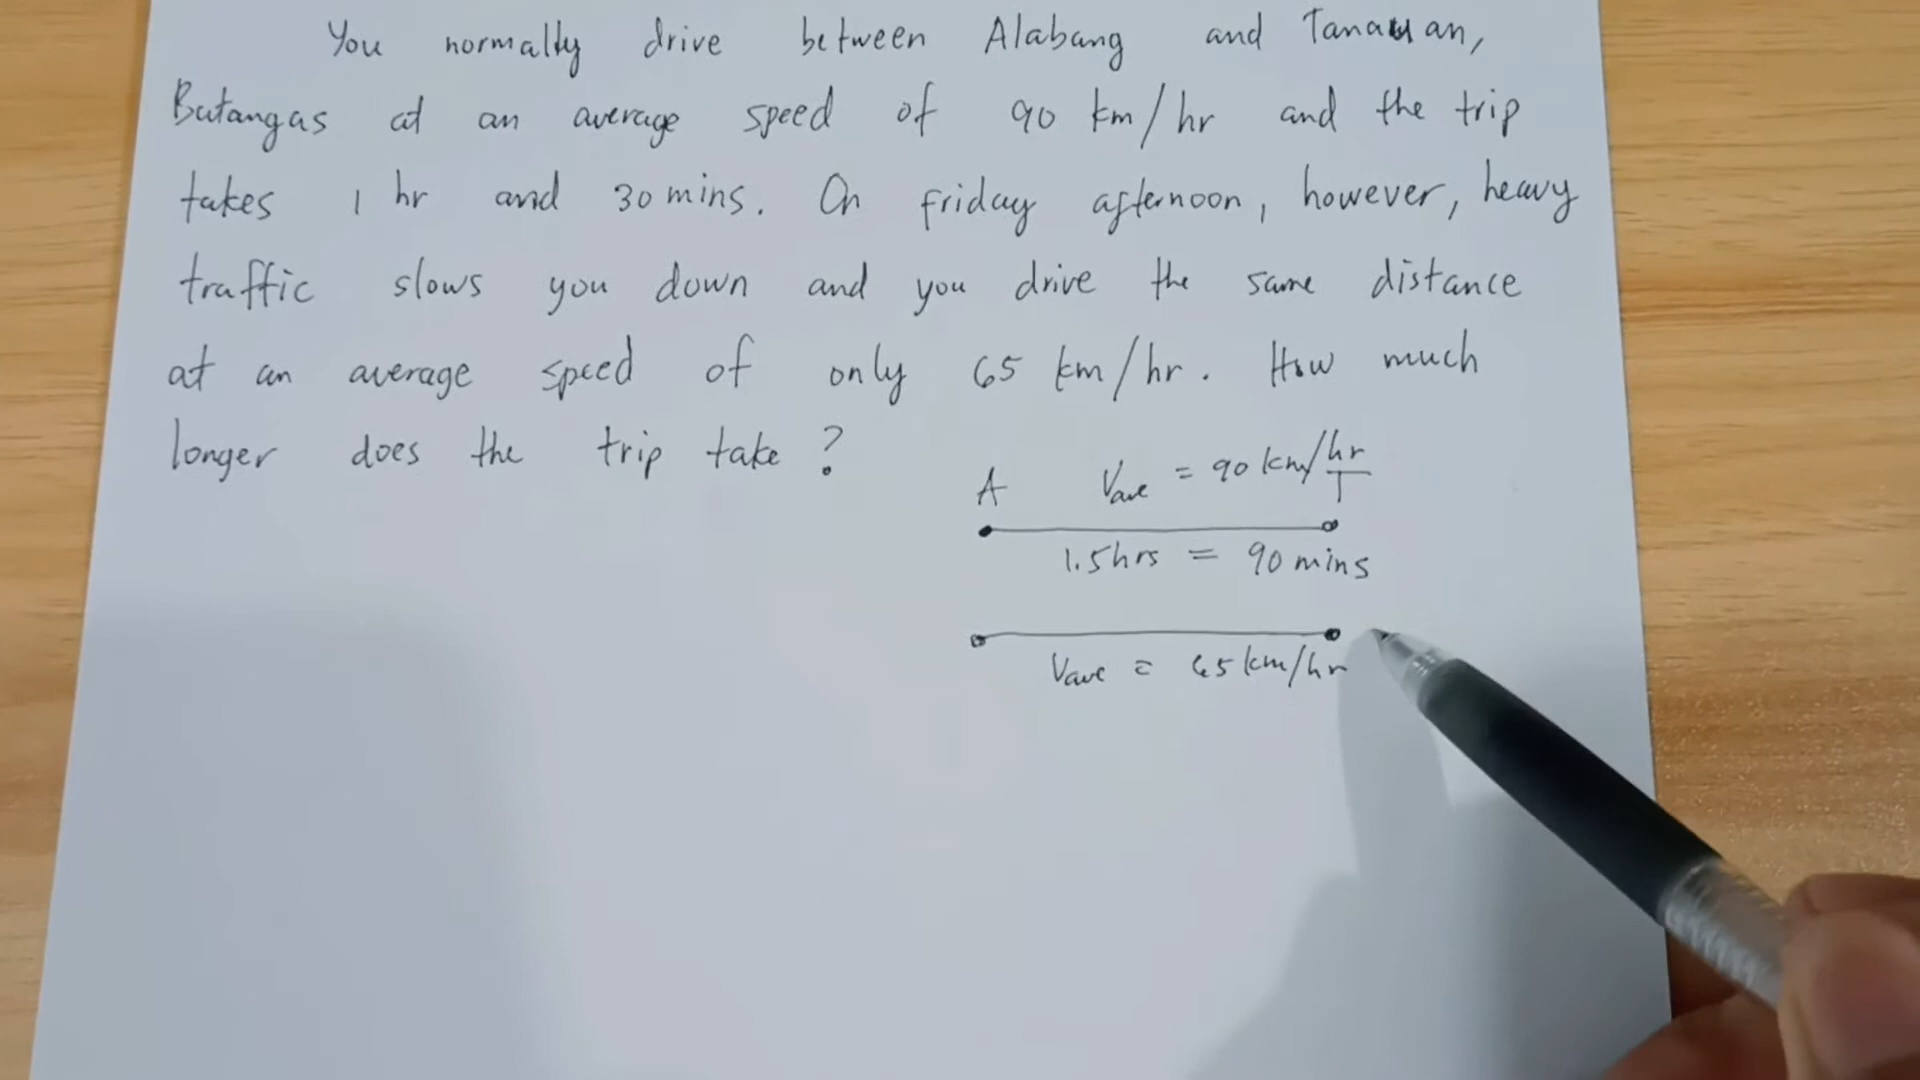 You normally drive between Alabang and Tanauan,
Batangas at an average speed of 90 km/hr and the trip
takes 1 hr and 30 mins. On Friday afternoon, however, heavy
traffic slows you down and you drive the same distance
at an average speed of only 65 km/hr. How much
longer does the trip take?
A Vave = 90 km/hr T
1.5hrs = 90 mins
Vave = 65 km/hr